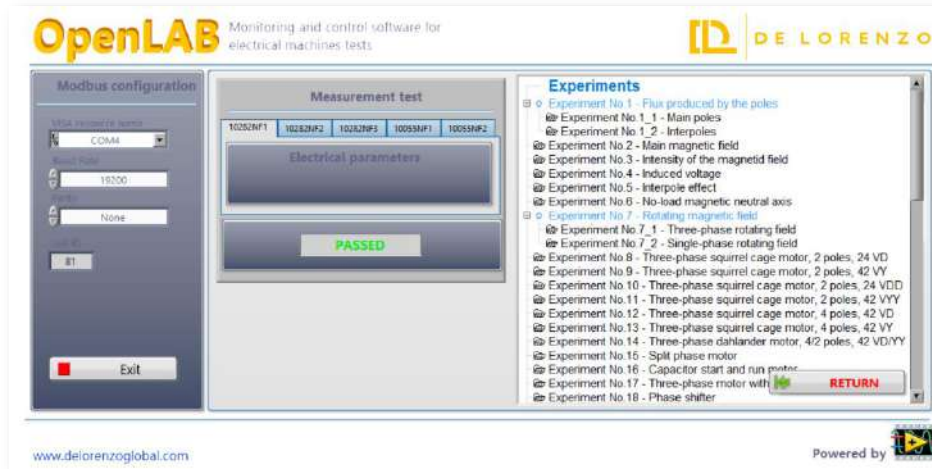 OpenLAB
Monitoring and control software for
electrical machines tests
DE LORENZO
Modbus configuration
VISA resource name
COM4
Baud Rate
19200
Parity
None
81
Exit
Measurement test
10282NF1 10282NF2 10282NF3 10055NF1 10055NF2
Electrical parameters
PASSED
Experiments
Experiment No.1 - Flux produced by the poles
Experiment No.1_1 - Main poles
Experiment No.1_2 - Interpoles
Experiment No.2 - Main magnetic field
Experiment No.3 - Intensity of the magnetid field
Experiment No.4 - Induced voltage
Experiment No.5 - Interpole effect
Experiment No.6 - No-load magnetic neutral axis
Experiment No.7 - Rotating magnetic field
Experiment No.7_1 - Three-phase rotating field
Experiment No.7_2 - Single-phase rotating field
Experiment No.8 - Three-phase squirrel cage motor, 2 poles, 24 VD
Experiment No.9 - Three-phase squirrel cage motor, 2 poles, 42 VY
Experiment No.10 - Three-phase squirrel cage motor, 2 poles, 24 VDD
Experiment No.11 - Three-phase squirrel cage motor, 2 poles, 42 VYY
Experiment No.12 - Three-phase squirrel cage motor, 4 poles, 42 VD
Experiment No.13 - Three-phase squirrel cage motor, 4 poles, 42 VY
Experiment No.14 - Three-phase dahlander motor, 4/2 poles, 42 VD/YY
Experiment No.15 - Split phase motor
Experiment No.16 - Capacitor start and run motor
Experiment No.17 - Three-phase motor with
Experiment No.18 - Phase shifter
RETURN
www.delorenzoglobal.com
Powered by